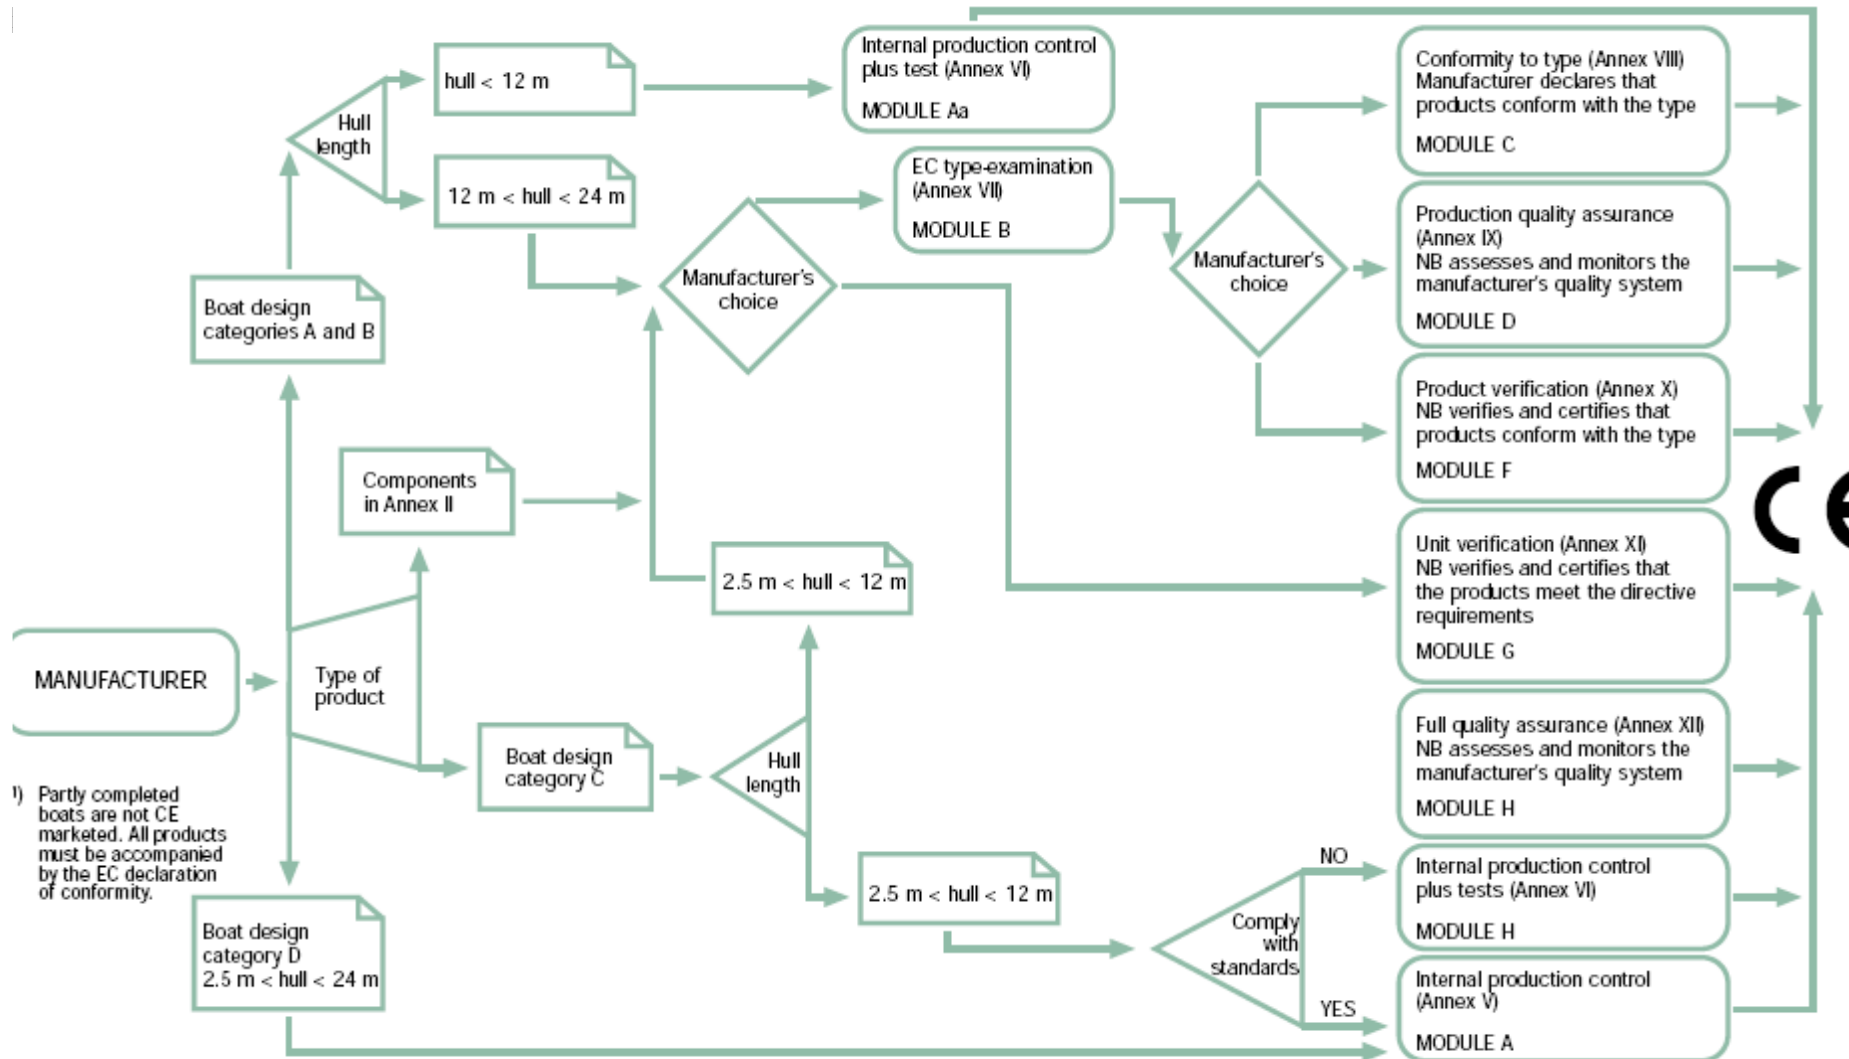 hull < 12 m
Hull
length
12 m < hull < 24 m
Boat design
categories A and B
Internal production control
plus test (Annex VI)
MODULE Aa
EC type-examination
(Annex VII)
MODULE B
Manufacturer's
choice
Manufacturer's
choice
Conformity to type (Annex VIII)
Manufacturer declares that
products conform with the type
MODULE C
Production quality assurance
(Annex IX)
NB assesses and monitors the
manufacturer's quality system
MODULE D
Product verification (Annex X)
NB verifies and certifies that
products conform with the type
MODULE F
Unit verification (Annex XI)
NB verifies and certifies that
the products meet the directive
requirements
MODULE G
Full quality assurance (Annex XII)
NB assesses and monitors the
manufacturer's quality system
MODULE H
Internal production control
plus tests (Annex VI)
MODULE H
Internal production control
(Annex V)
MODULE A
CE
Components
in Annex II
2.5 m < hull < 12 m
MANUFACTURER
Type of
product
Boat design
category C
Hull
length
2.5 m < hull < 12 m
Comply
with
standards
NO
YES
1) Partly completed
boats are not CE
marketed. All products
must be accompanied
by the EC declaration
of conformity.
Boat design
category D
2.5 m < hull < 24 m